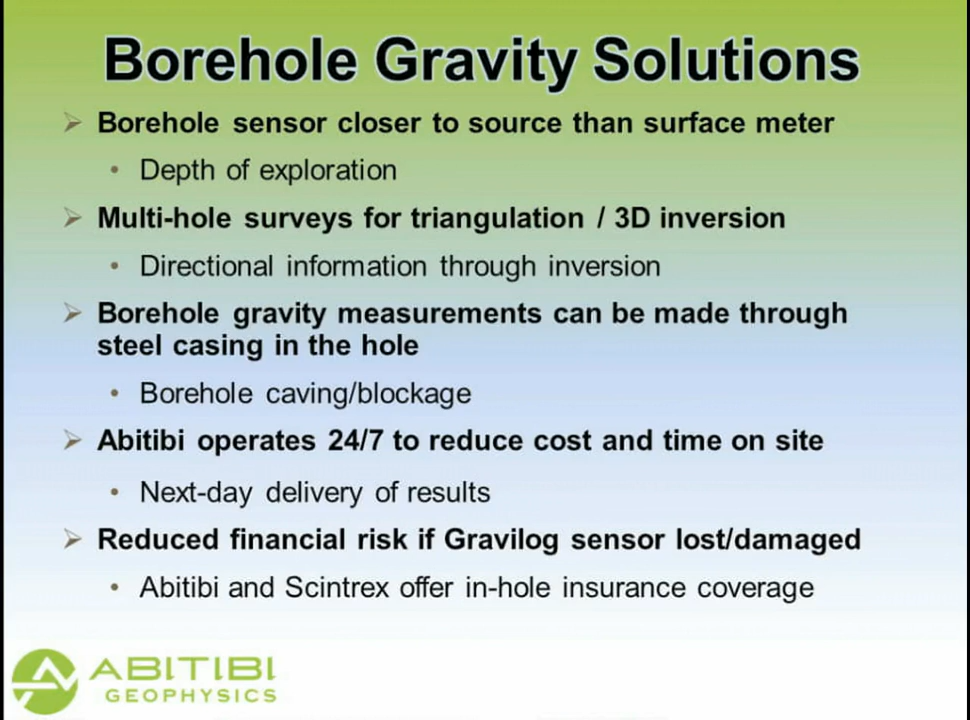 Borehole Gravity Solutions
➢ Borehole sensor closer to source than surface meter
• Depth of exploration
➢ Multi-hole surveys for triangulation / 3D inversion
• Directional information through inversion
➢ Borehole gravity measurements can be made through
steel casing in the hole
• Borehole caving/blockage
➢ Abitibi operates 24/7 to reduce cost and time on site
• Next-day delivery of results
➢ Reduced financial risk if Gravilog sensor lost/damaged
• Abitibi and Scintrex offer in-hole insurance coverage
ABITIBI
GEOPHYSICS